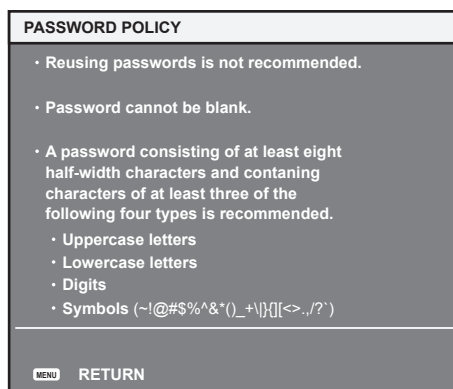 PASSWORD POLICY
・Reusing passwords is not recommended.
・Password cannot be blank.
・A password consisting of at least eight
half-width characters and contaning
characters of at least three of the
following four types is recommended.
・Uppercase letters
・Lowercase letters
・Digits
・Symbols (~!@#$%^&*()_+\|}{][<>.,/?`)
MENU RETURN